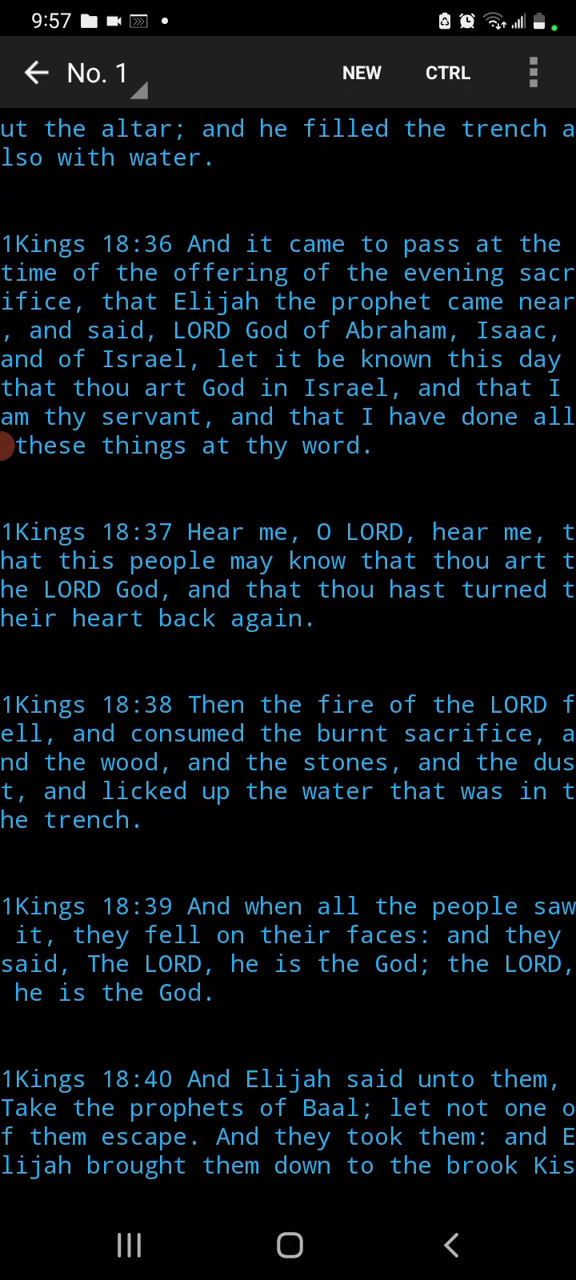 9:57
← No. 1 NEW CTRL
ut the altar; and he filled the trench a
lso with water.
1Kings 18:36 And it came to pass at the
time of the offering of the evening sacr
ifice, that Elijah the prophet came near
, and said, LORD God of Abraham, Isaac,
and of Israel, let it be known this day
that thou art God in Israel, and that I
am thy servant, and that I have done all
these things at thy word.
1Kings 18:37 Hear me, O LORD, hear me, t
hat this people may know that thou art t
he LORD God, and that thou hast turned t
heir heart back again.
1Kings 18:38 Then the fire of the LORD f
ell, and consumed the burnt sacrifice, a
nd the wood, and the stones, and the dus
t, and licked up the water that was in t
he trench.
1Kings 18:39 And when all the people saw
it, they fell on their faces: and they
said, The LORD, he is the God; the LORD,
he is the God.
1Kings 18:40 And Elijah said unto them,
Take the prophets of Baal; let not one o
f them escape. And they took them: and E
lijah brought them down to the brook Kis